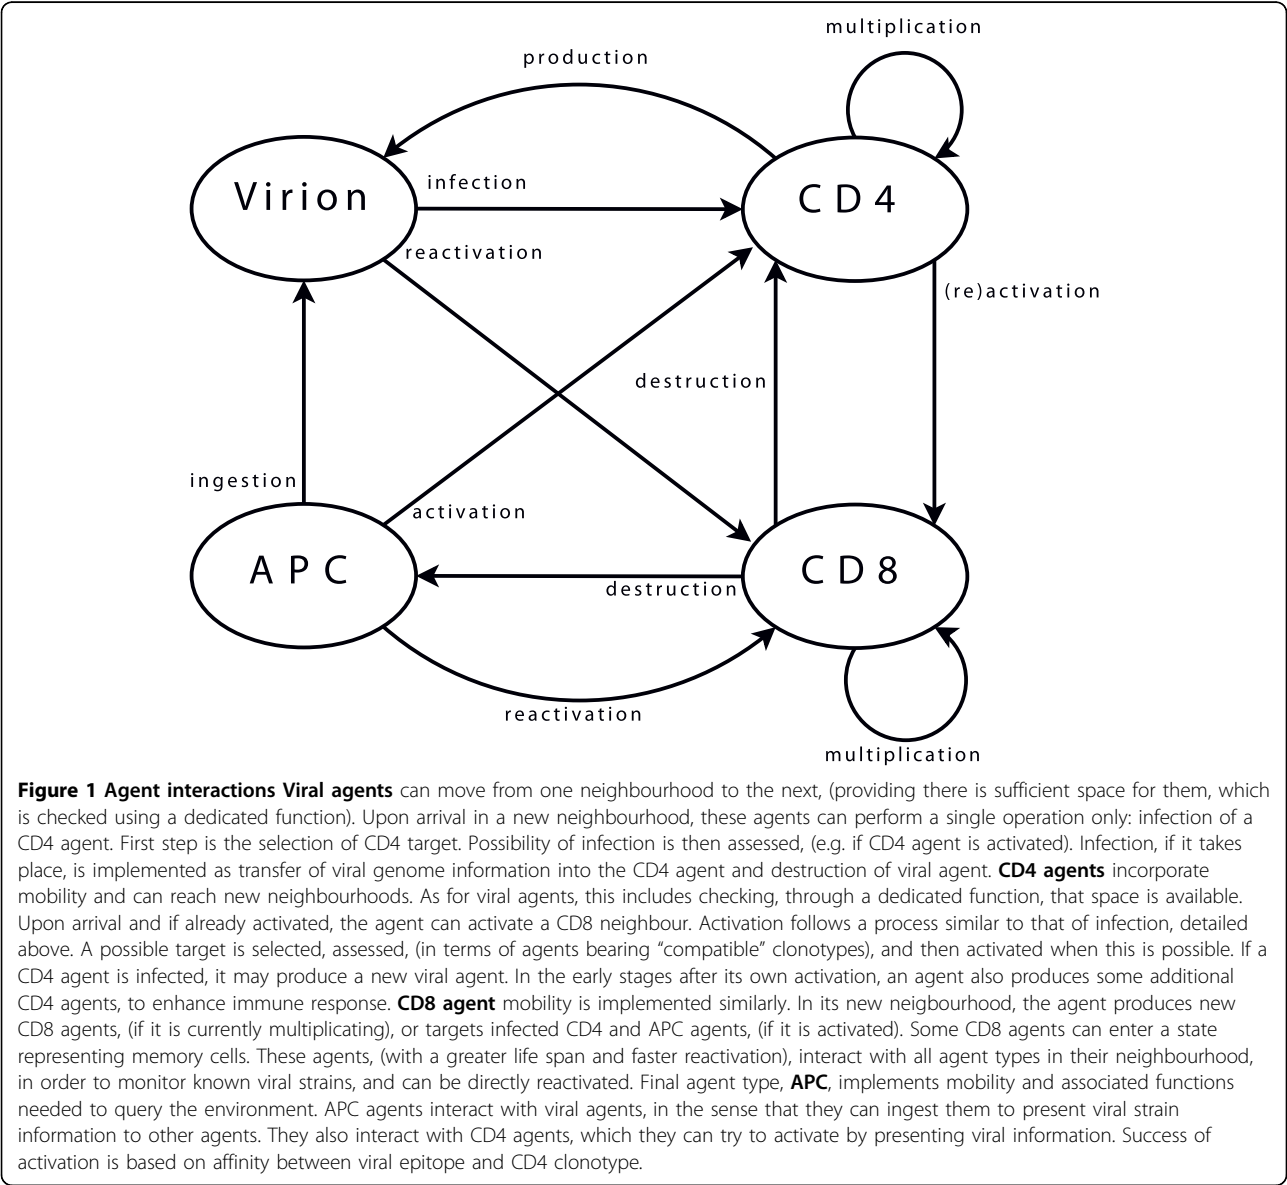 multiplication
production
Virion
infection
CD4
reactivation
(re)activation
destruction
ingestion
activation
APC
CD8
destruction
reactivation
multiplication
Figure 1 Agent interactions Viral agents can move from one neighbourhood to the next, (providing there is sufficient space for them, which
is checked using a dedicated function). Upon arrival in a new neighbourhood, these agents can perform a single operation only: infection of a
CD4 agent. First step is the selection of CD4 target. Possibility of infection is then assessed, (e.g. if CD4 agent is activated). Infection, if it takes
place, is implemented as transfer of viral genome information into the CD4 agent and destruction of viral agent. CD4 agents incorporate
mobility and can reach new neighbourhoods. As for viral agents, this includes checking, through a dedicated function, that space is available.
Upon arrival and if already activated, the agent can activate a CD8 neighbour. Activation follows a process similar to that of infection, detailed
above. A possible target is selected, assessed, (in terms of agents bearing “compatible” clonotypes), and then activated when this is possible. If a
CD4 agent is infected, it may produce a new viral agent. In the early stages after its own activation, an agent also produces some additional
CD4 agents, to enhance immune response. CD8 agent mobility is implemented similarly. In its new neigbourhood, the agent produces new
CD8 agents, (if it is currently multiplicating), or targets infected CD4 and APC agents, (if it is activated). Some CD8 agents can enter a state
representing memory cells. These agents, (with a greater life span and faster reactivation), interact with all agent types in their neighbourhood,
in order to monitor known viral strains, and can be directly reactivated. Final agent type, APC, implements mobility and associated functions
needed to query the environment. APC agents interact with viral agents, in the sense that they can ingest them to present viral strain
information to other agents. They also interact with CD4 agents, which they can try to activate by presenting viral information. Success of
activation is based on affinity between viral epitope and CD4 clonotype.